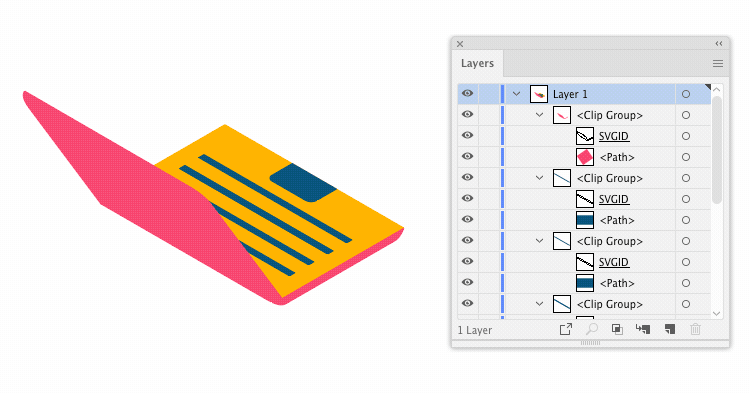 Layers
Layer 1
<Clip Group>
SVGID
<Path>
<Clip Group>
SVGID
<Path>
<Clip Group>
SVGID
<Path>
<Clip Group>
1 Layer